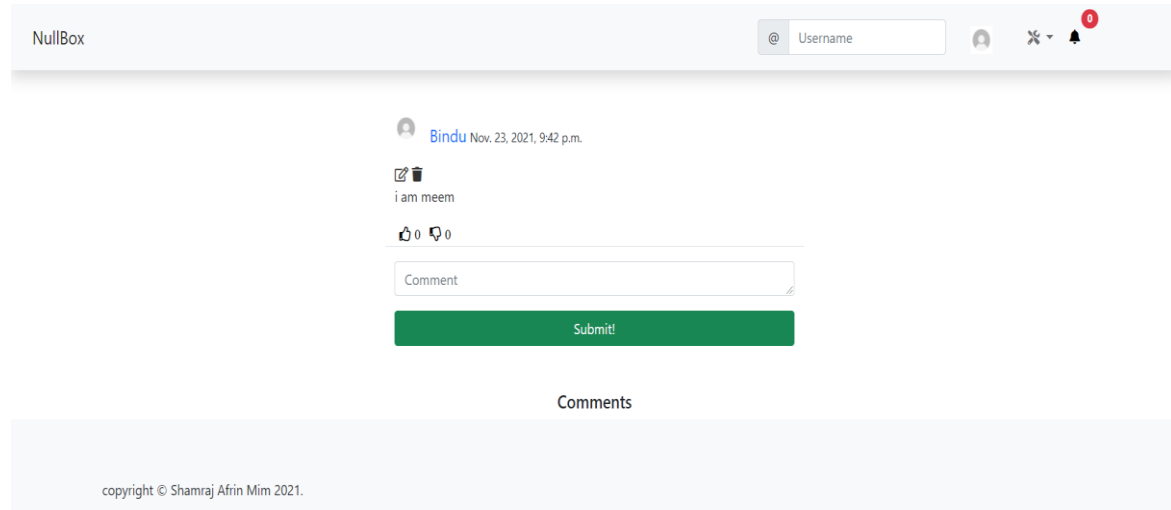 NullBox
@ Username
0
Bindu Nov. 23, 2021, 9:42 p.m.
i am meem
0 0
Comment
Submit!
Comments
copyright © Shamraj Afrin Mim 2021.